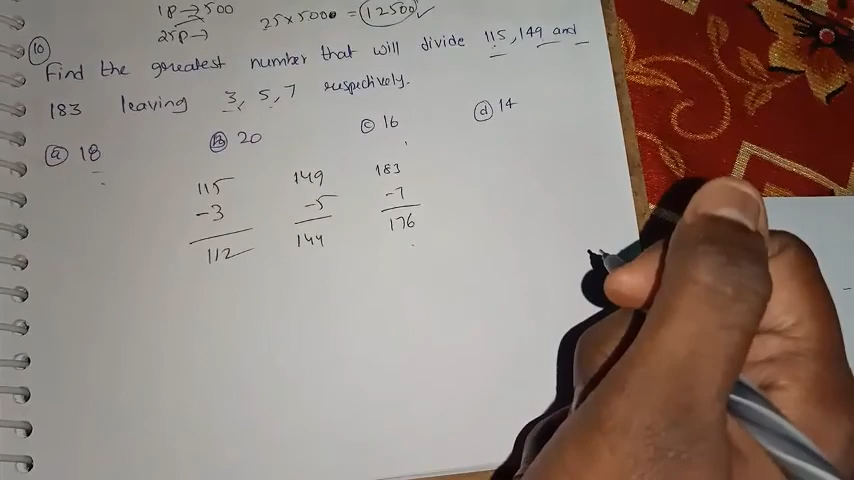 1P → 500
25P →
25 × 5000 = 12500 ✓
10 Find the greatest number that will divide 115, 149 and
183 leaving 3, 5, 7 respectively.
a 18 b 20 c 16 d 14
115 149 183
-3 -5 -7
112 144 176